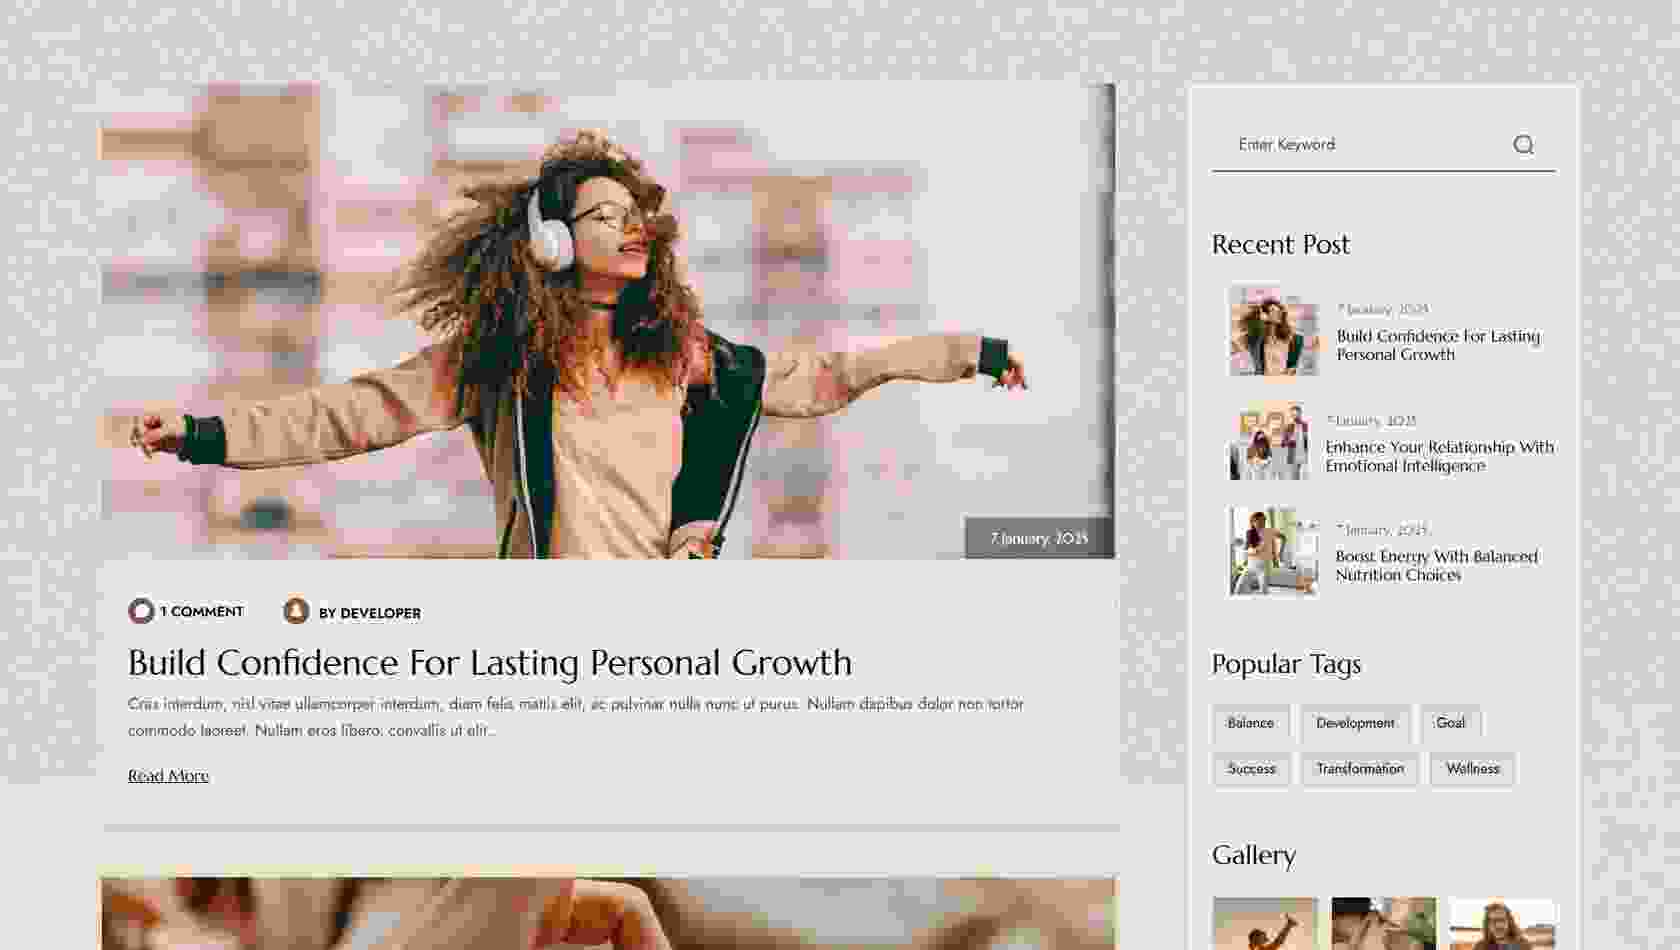 7 January, 2025
1 COMMENT
BY DEVELOPER
Build Confidence For Lasting Personal Growth
Cras interdum, nisl vitae ullamcorper interdum, diam felis mattis elit, ac pulvinar nulla nunc ut purus. Nullam dapibus dolor non tortor
commodo laoreet. Nullam eros libero, convallis ut elit...
Read More
Enter Keyword
Recent Post
7 January, 2025
Build Confidence For Lasting
Personal Growth
7 January, 2025
Enhance Your Relationship With
Emotional Intelligence
7 January, 2025
Boost Energy With Balanced
Nutrition Choices
Popular Tags
Balance
Development
Goal
Success
Transformation
Wellness
Gallery